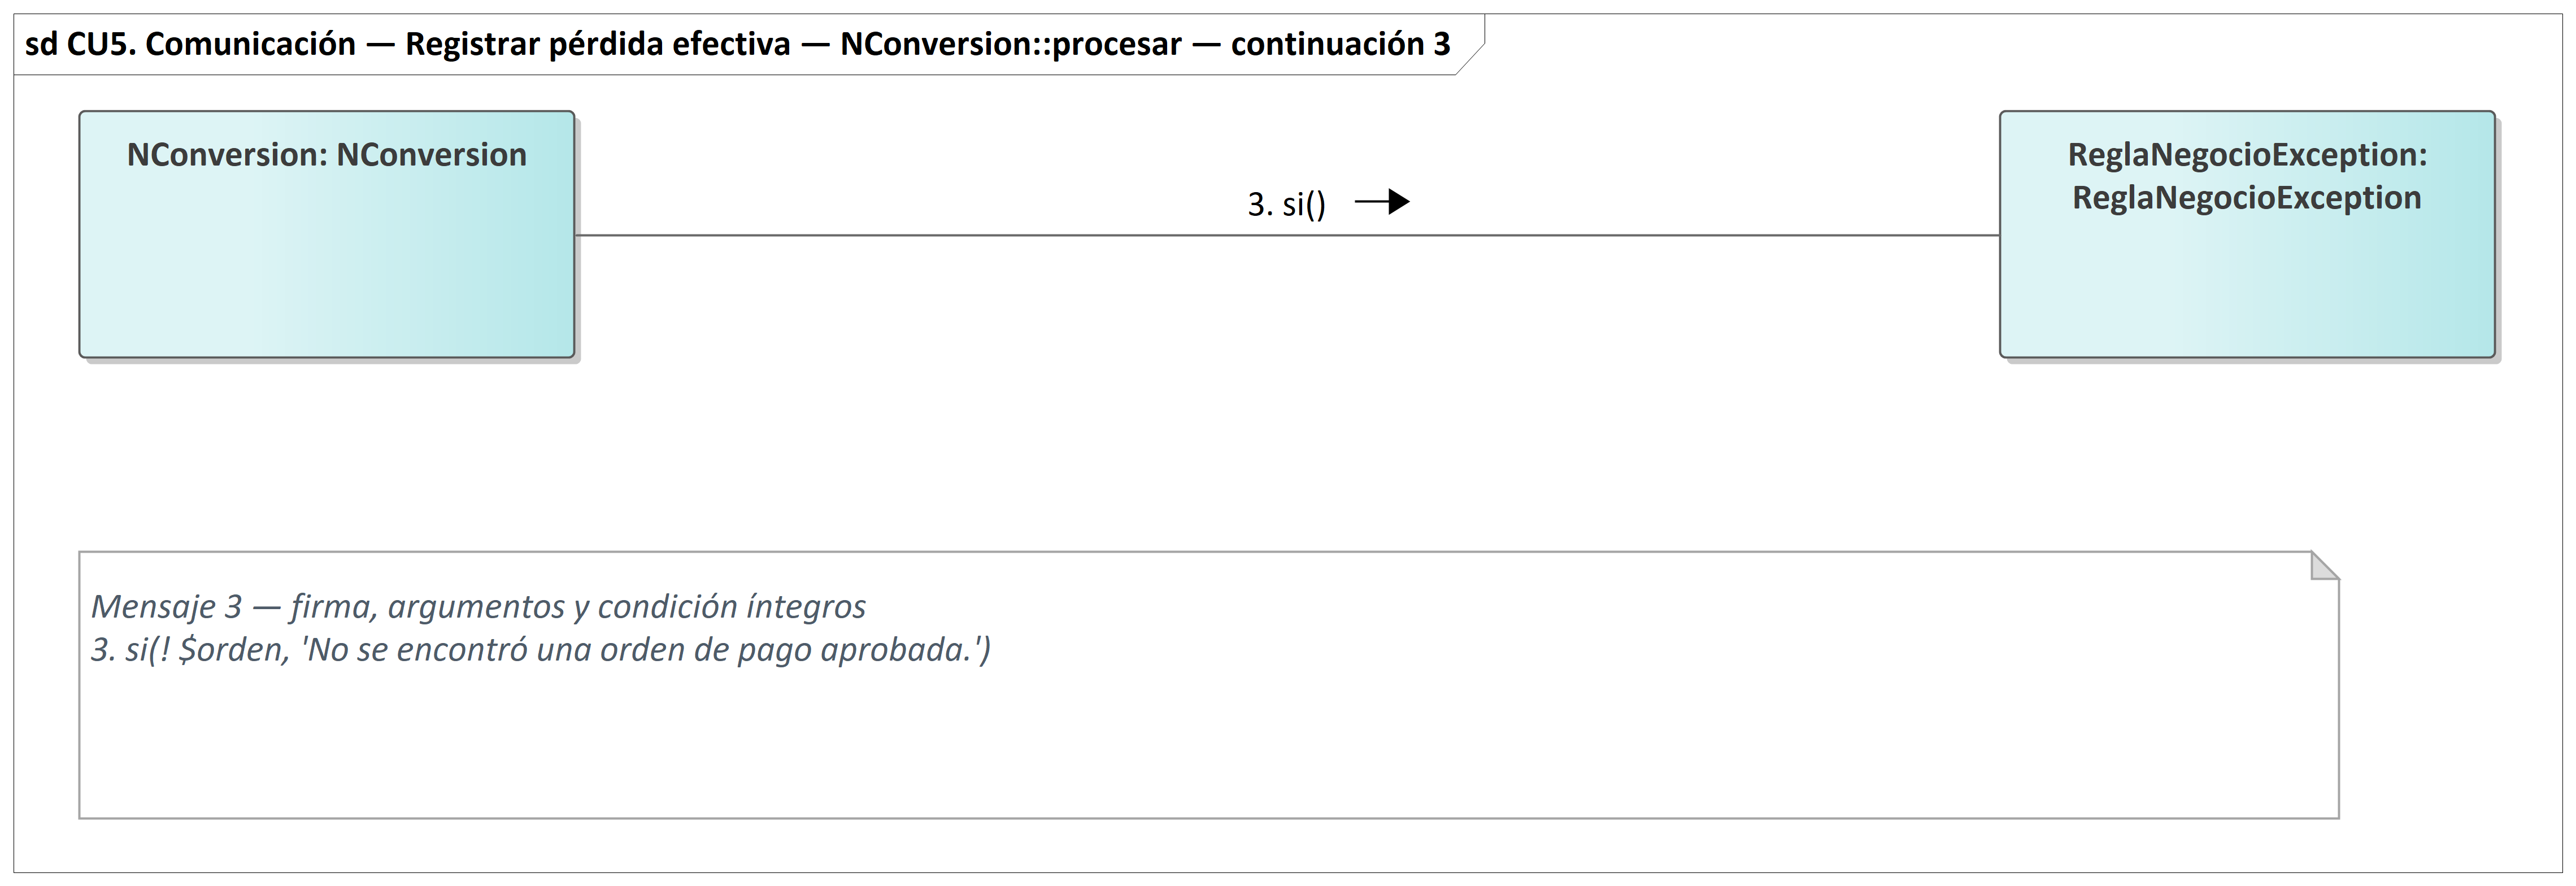 sd CU5. Comunicación — Registrar pérdida efectiva — NConversion::procesar — continuación 3
NConversion: NConversion
3. si()
ReglaNegocioException:
ReglaNegocioException
Mensaje 3 — firma, argumentos y condición íntegros
3. si(! $orden, 'No se encontró una orden de pago aprobada.')